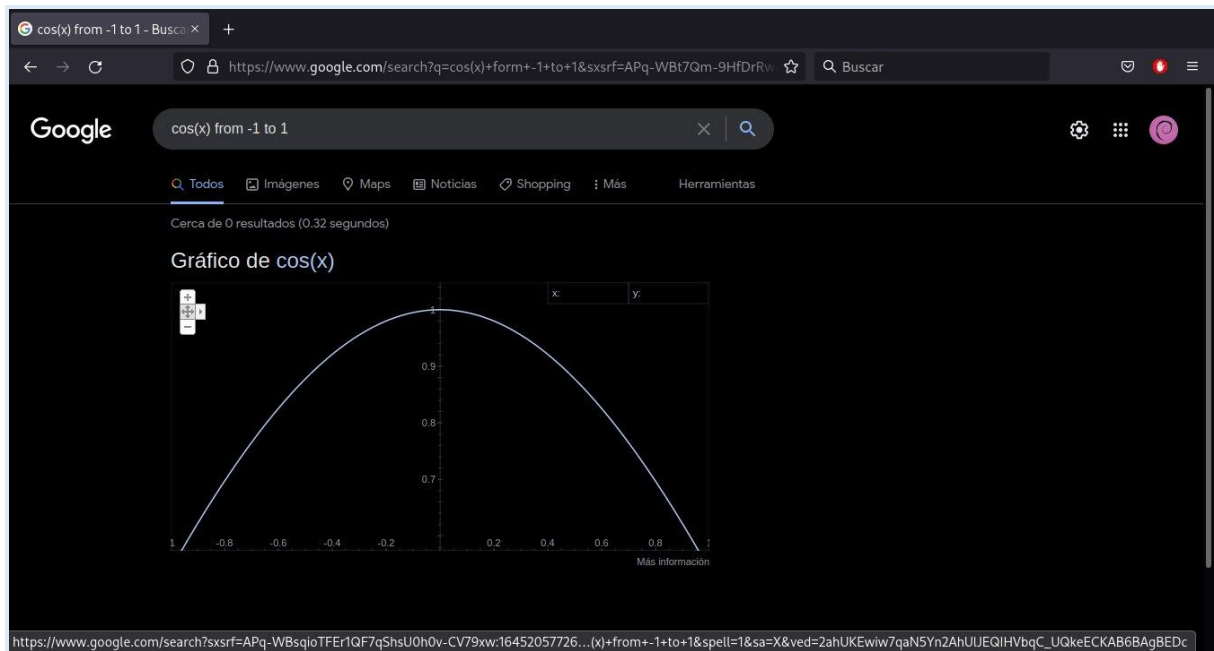 cos(x) from -1 to 1 - Busca
https://www.google.com/search?q=cos(x)+form+-1+to+1&sxsrf=APq-WBt7Qm-9HfDrRw
Buscar
Google
cos(x) from -1 to 1
Todos Imágenes Maps Noticias Shopping Más Herramientas
Cerca de 0 resultados (0.32 segundos)
Gráfico de cos(x)
x: y:
1
0.9
0.8
0.7
1 -0.8 -0.6 -0.4 -0.2 0.2 0.4 0.6 0.8
Más información
https://www.google.com/search?sxsrf=APq-WBsqioTFEr1QF7qShsU0h0v-CV79xw:16452057726…(x)+from+-1+to+1&spell=1&sa=X&ved=2ahUKEwiw7qaN5Yn2AhUIJEQIHVbqC_UQkeECKAB6BAgBEDc